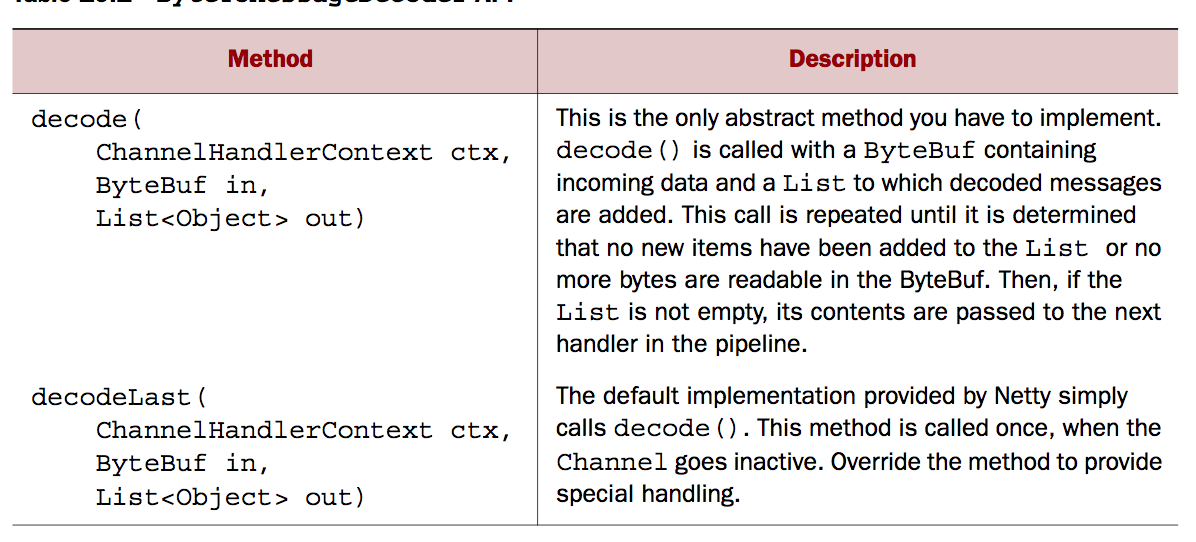 Method
Description
decode(
ChannelHandlerContext ctx,
ByteBuf in,
List<Object> out)
This is the only abstract method you have to implement.
decode() is called with a ByteBuf containing
incoming data and a List to which decoded messages
are added. This call is repeated until it is determined
that no new items have been added to the List or no
more bytes are readable in the ByteBuf. Then, if the
List is not empty, its contents are passed to the next
handler in the pipeline.
decodeLast(
ChannelHandlerContext ctx,
ByteBuf in,
List<Object> out)
The default implementation provided by Netty simply
calls decode(). This method is called once, when the
Channel goes inactive. Override the method to provide
special handling.